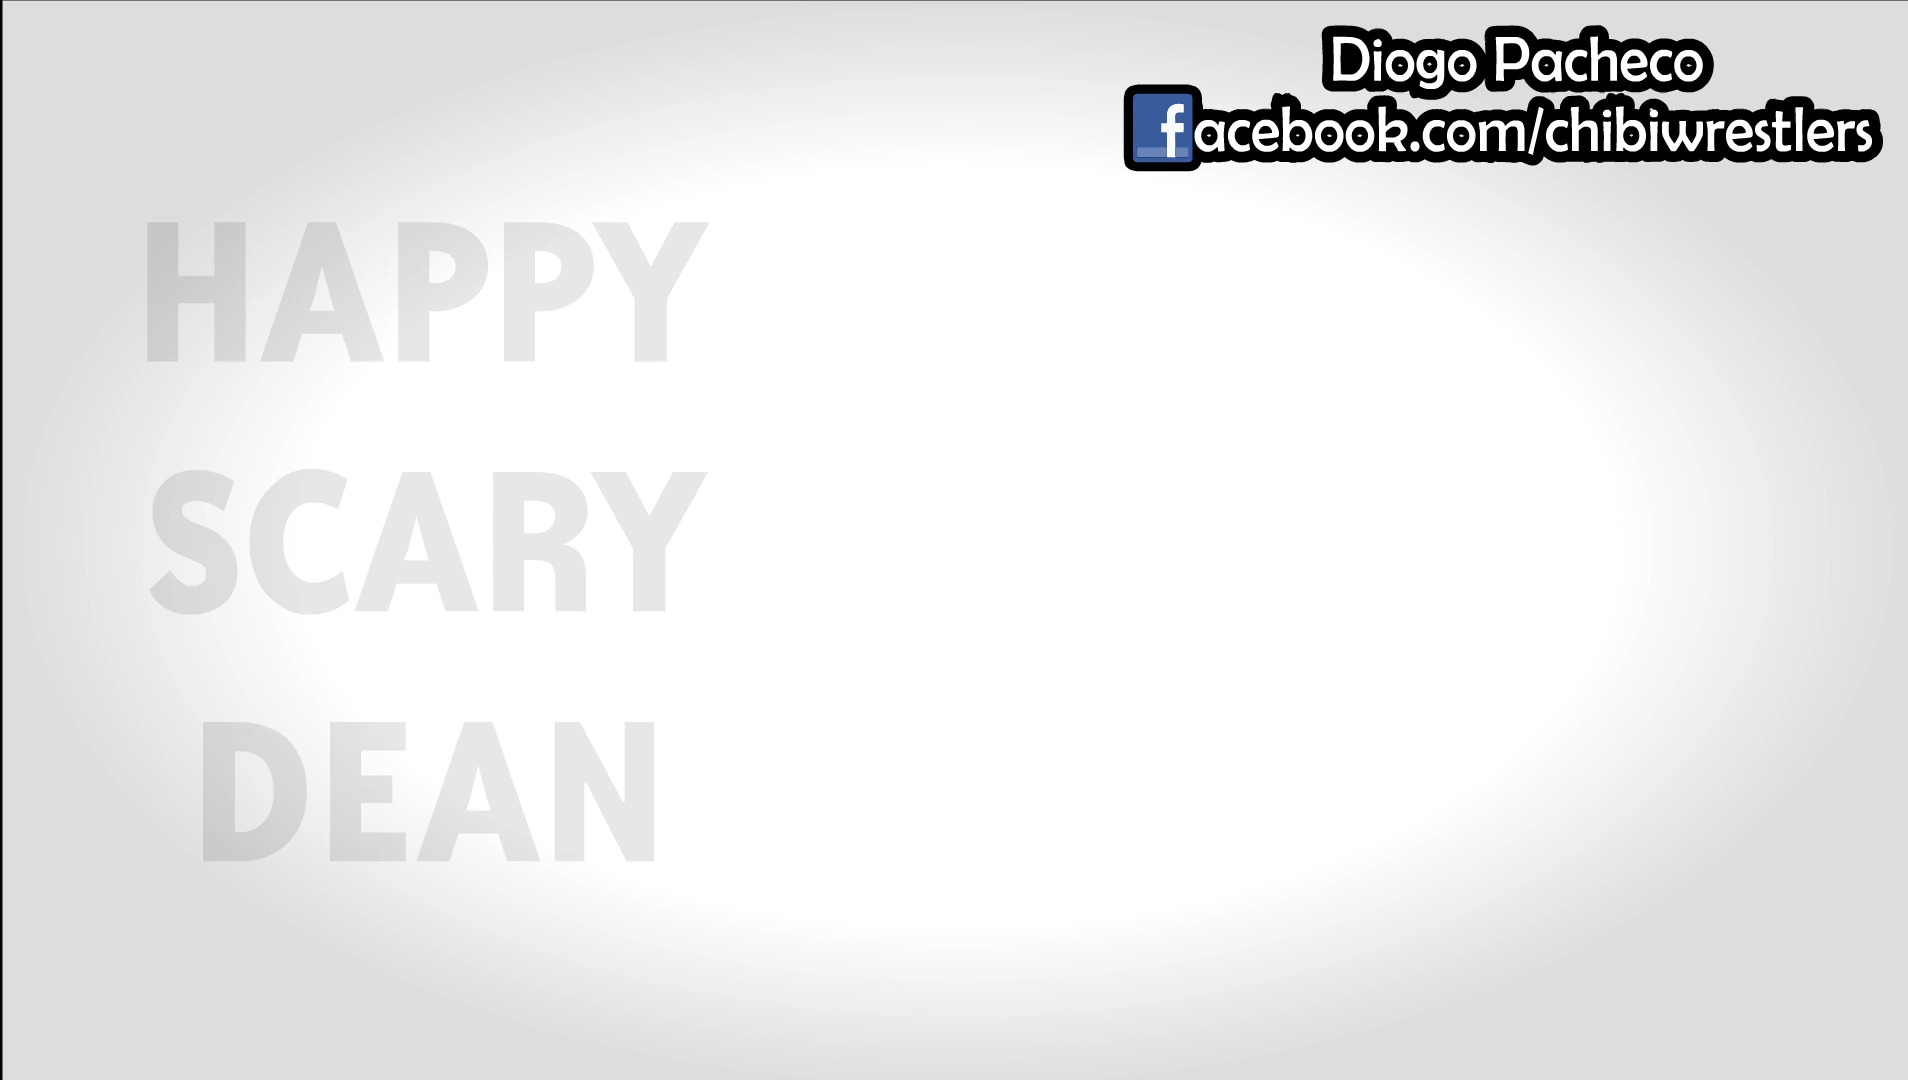 Diogo Pacheco
facebook.com/chibiwrestlers
HAPPY
SCARY
DEAN